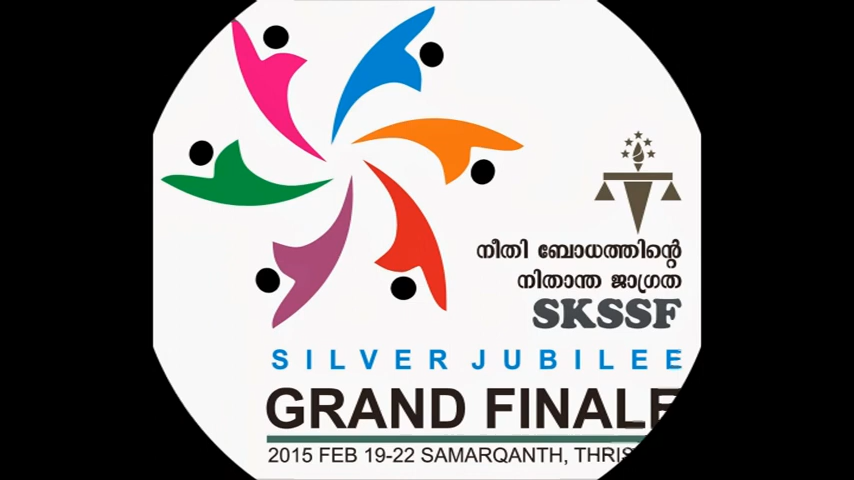 നീതി ബോധത്തിന്റെ
നിതാന്ത ജാഗ്രത
SKSSF
SILVER JUBILEE
GRAND FINALE
2015 FEB 19-22 SAMARQANTH, THRIS